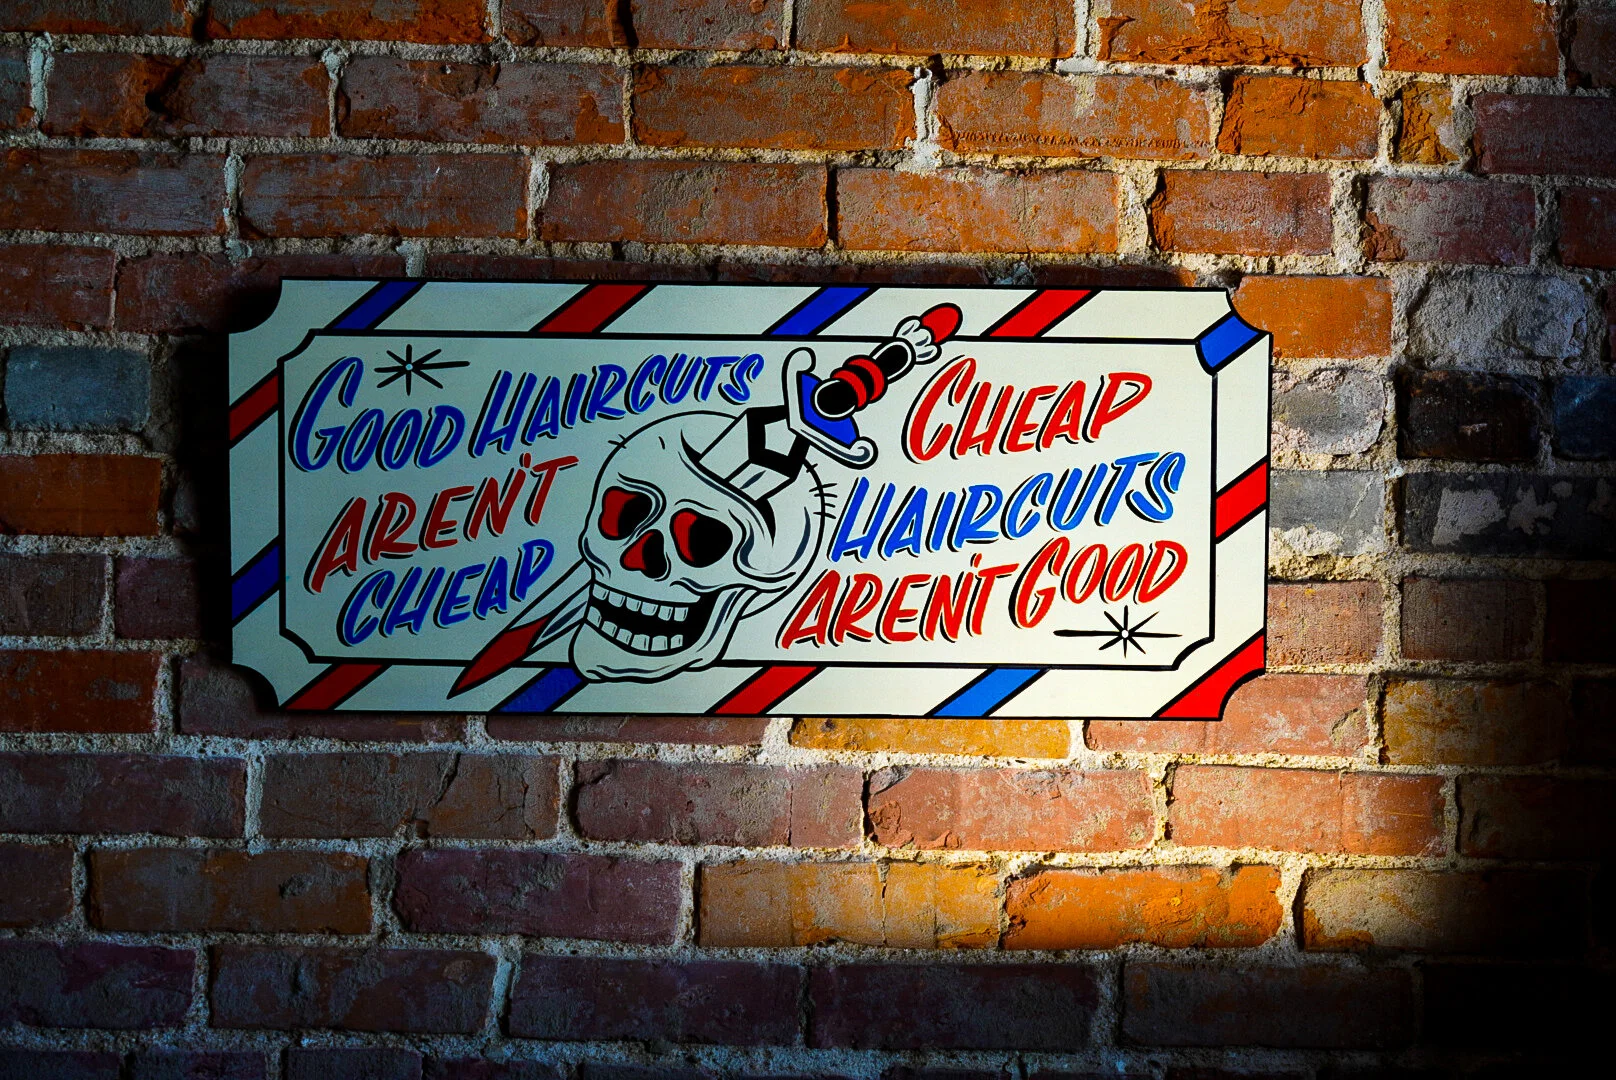 GOOD HAIRCUTS
AREN'T
CHEAP
CHEAP
HAIRCUTS
AREN'T GOOD